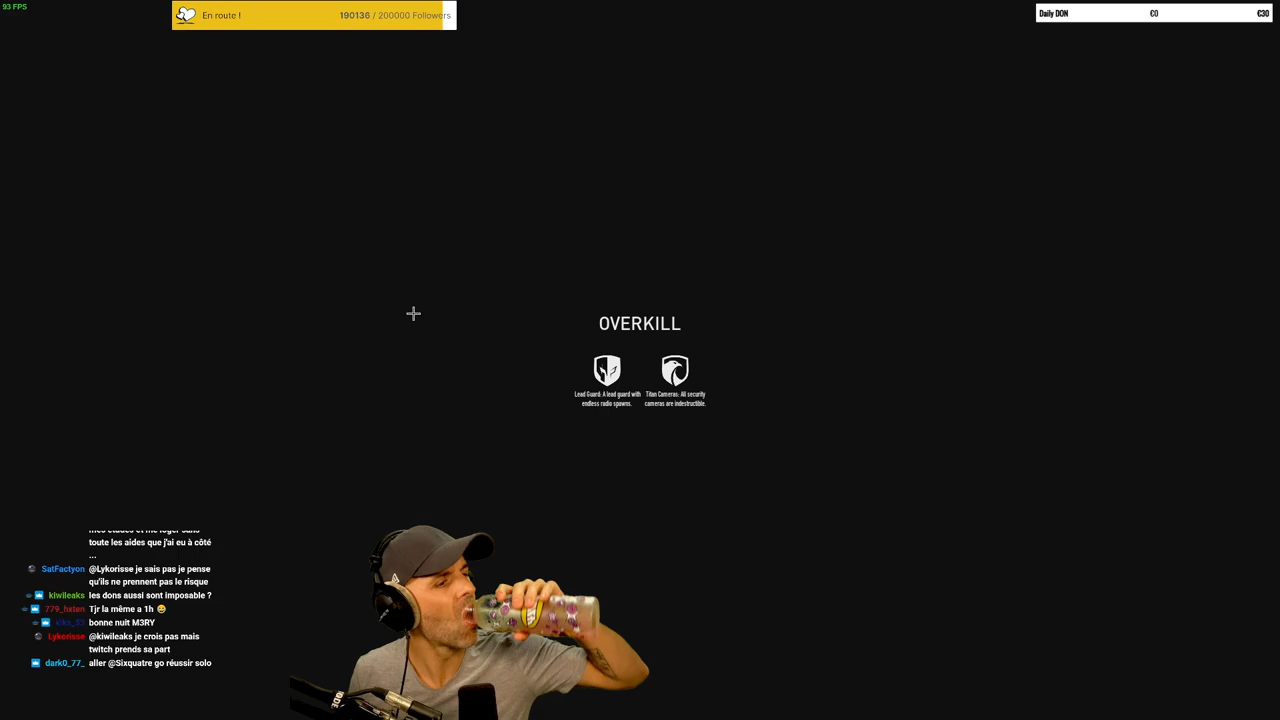 93 FPS
En route !
190136 / 200000 Followers
Daily DON
€0
€30
OVERKILL
Lead Guard: A lead guard with
endless radio spawns.
Titan Cameras: All security
cameras are indestructible.
toute les aides que j'ai eu à côté
...
SatFactyon @Lykorisse je sais pas je pense
qu'ils ne prennent pas le risque
kiwileaks les dons aussi sont imposable ?
779_hxten Tjr la même a 1h 😅
bonne nuit M3RY
Lykorisse @kiwileaks je crois pas mais
twitch prends sa part
dark0_77_ aller @Sixquatre go réussir solo